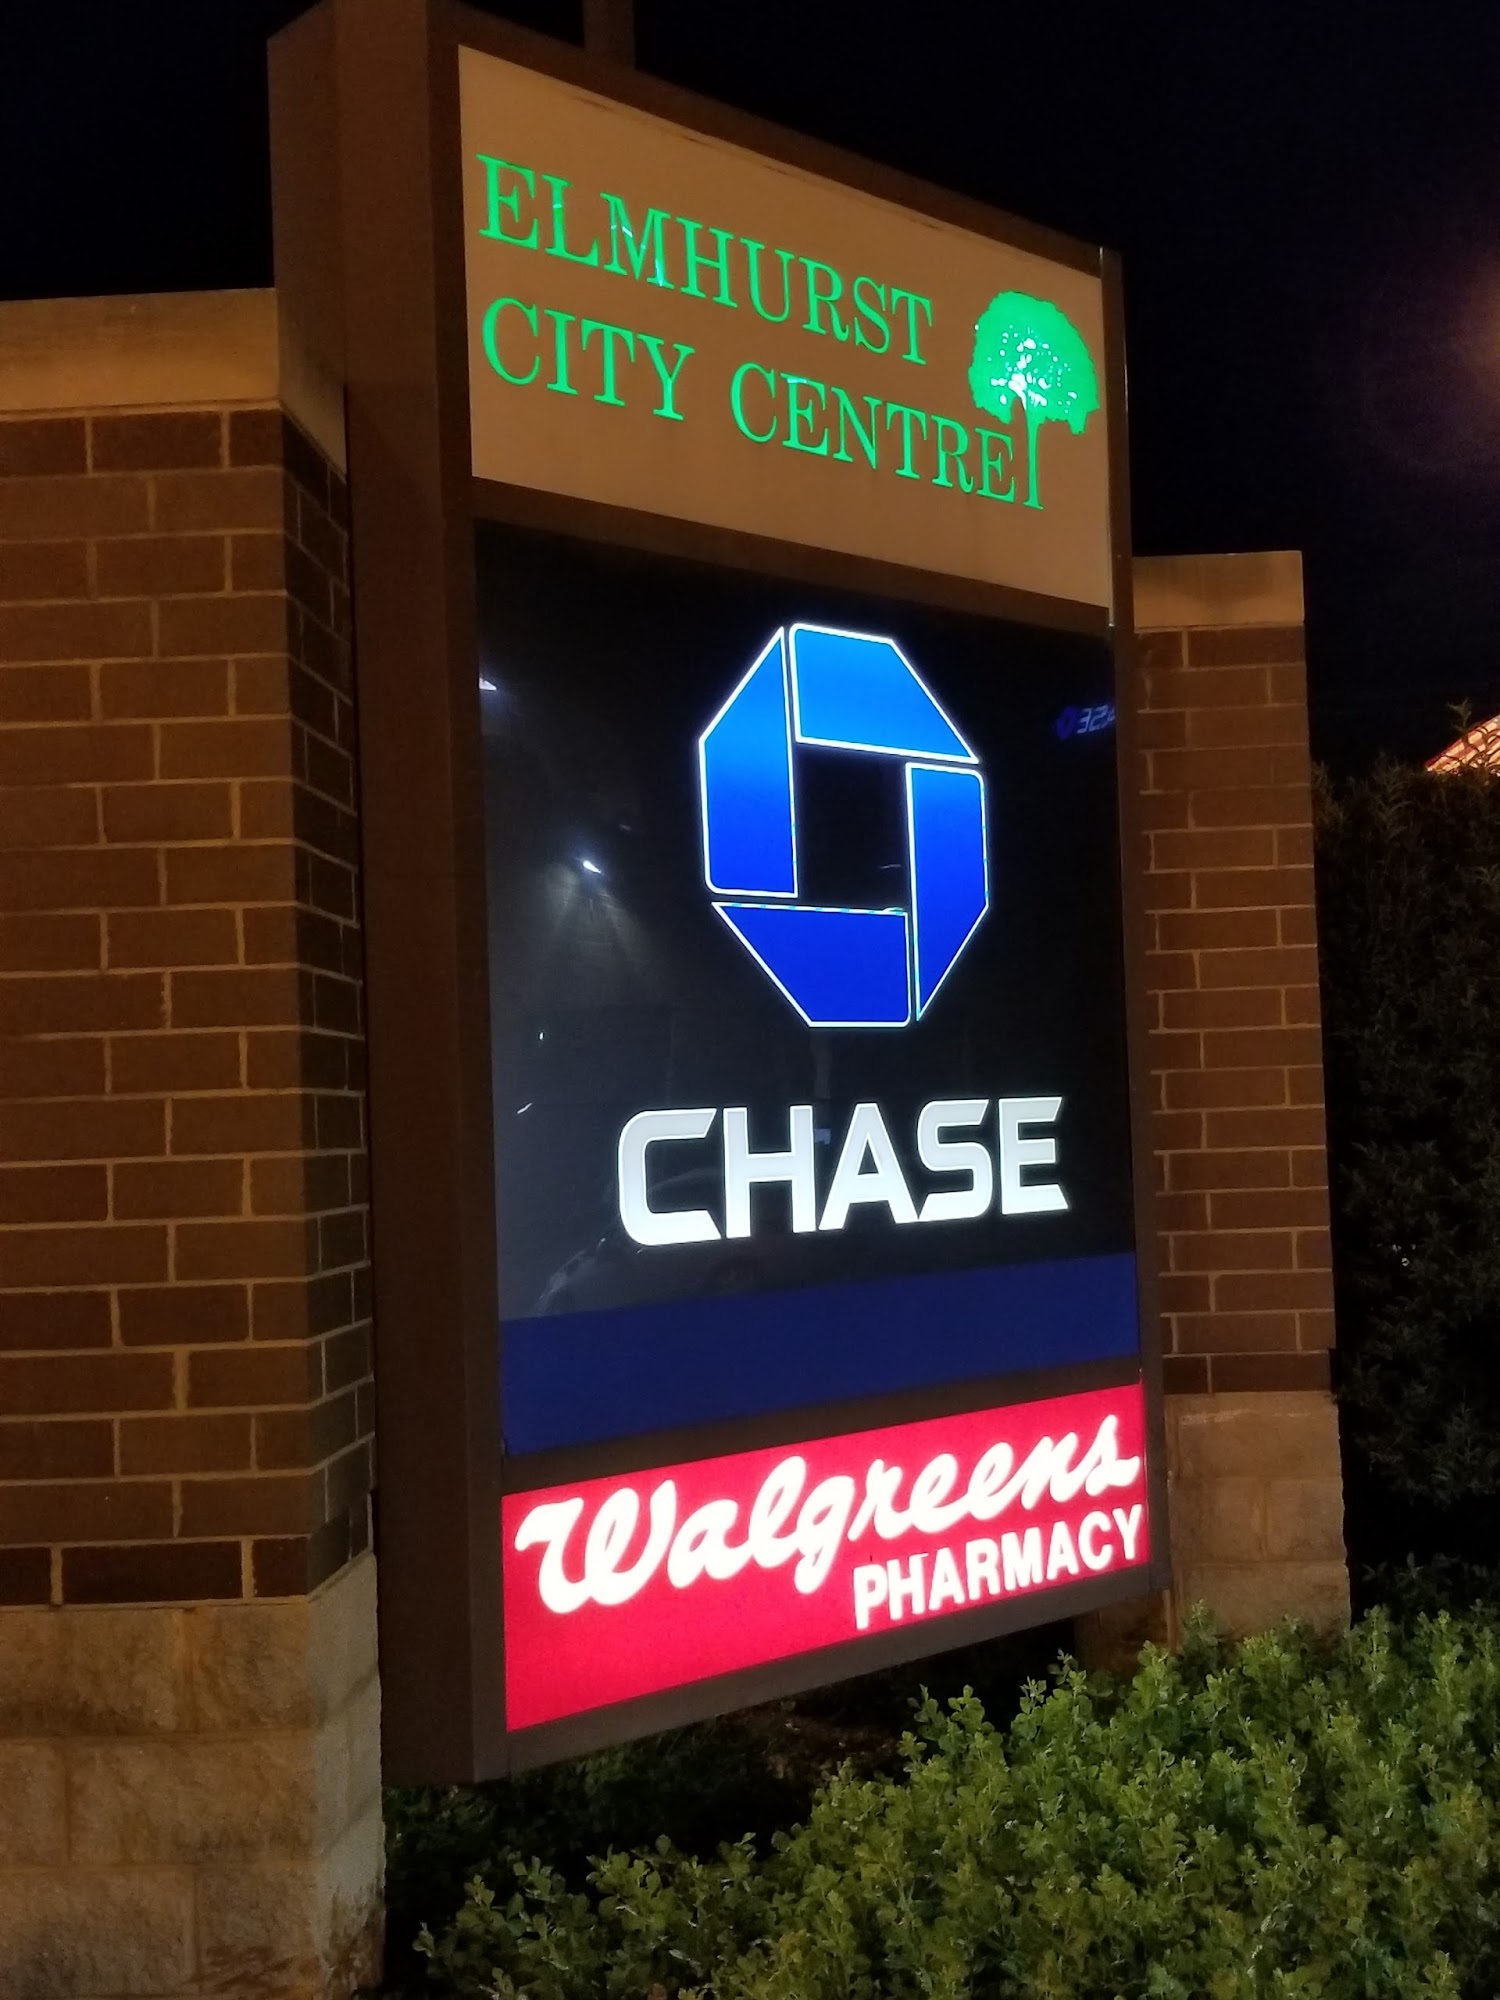 ELMHURST
CITY CENTRE
CHASE
Walgreens
PHARMACY